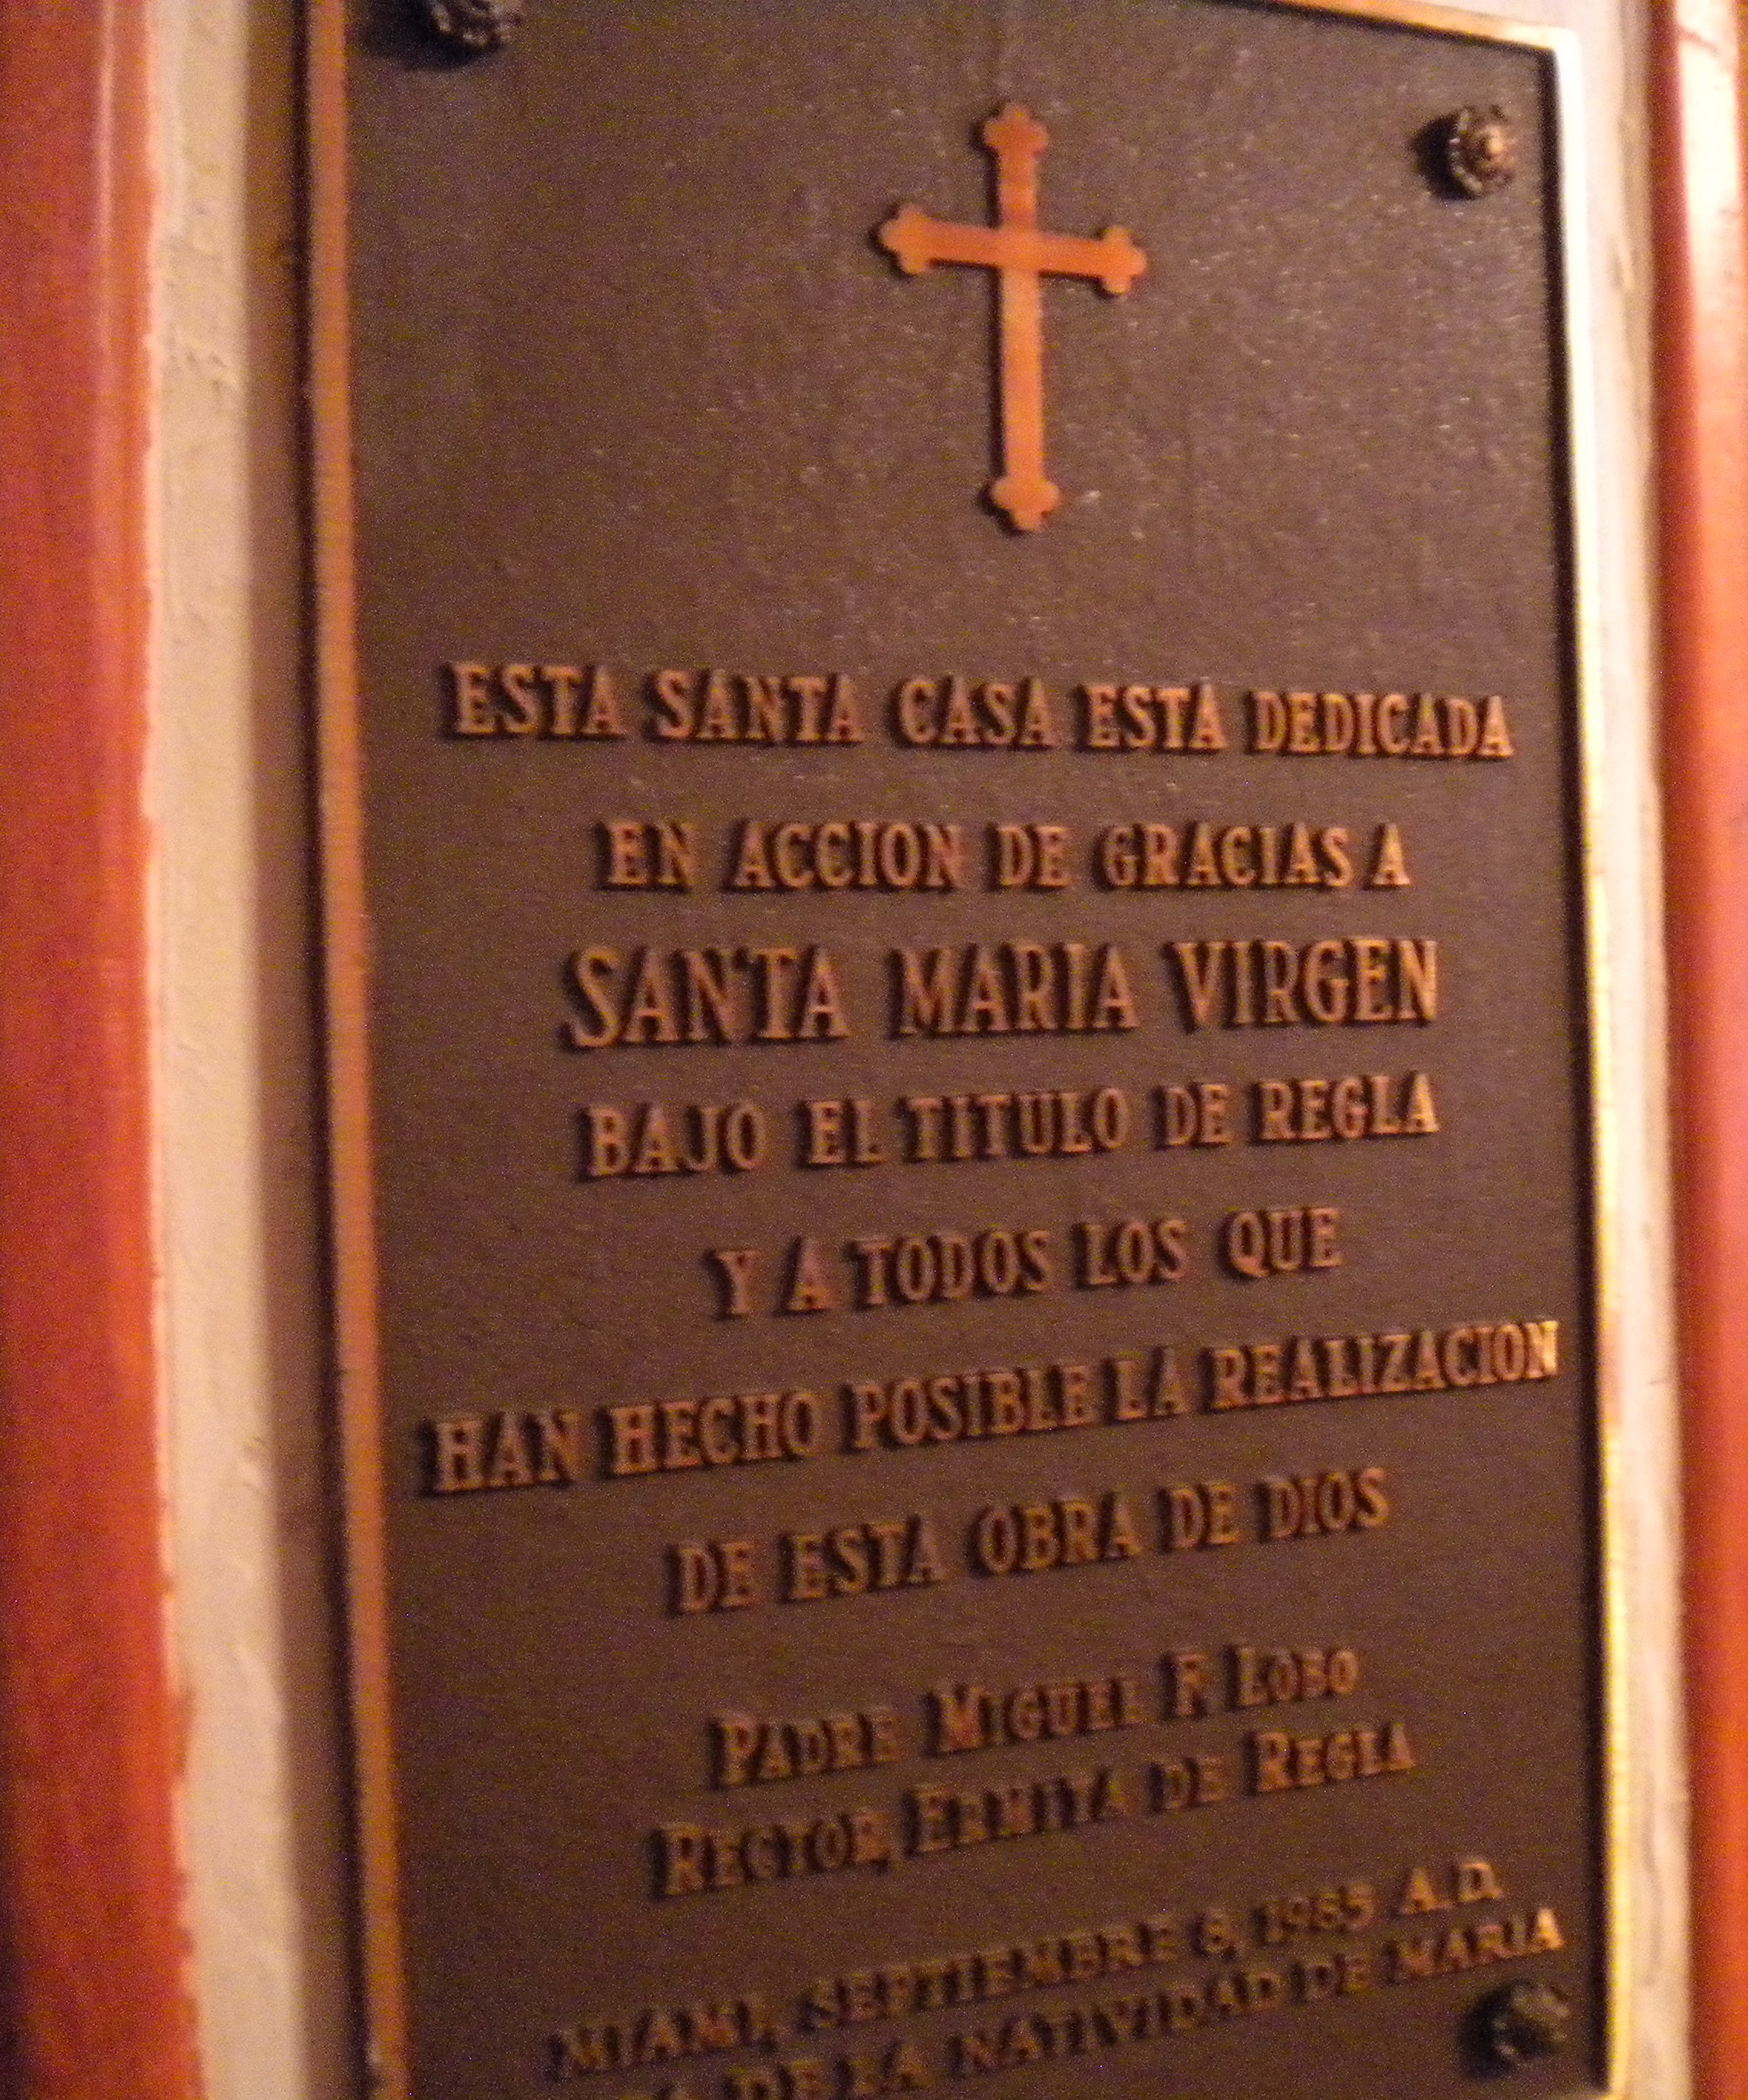 ESTA SANTA CASA ESTA DEDICADA
EN ACCION DE GRACIAS A
SANTA MARIA VIRGEN
BAJO EL TITULO DE REGLA
Y A TODOS LOS QUE
HAN HECHO POSIBLE LA REALIZACION
DE ESTA OBRA DE DIOS
PADRE MIGUEL F. LOBO
RECTOR, ERMITA DE REGLA
MIAMI, SEPTIEMBRE 8, 1985 A.D.
DE LA NATIVIDAD DE MARIA